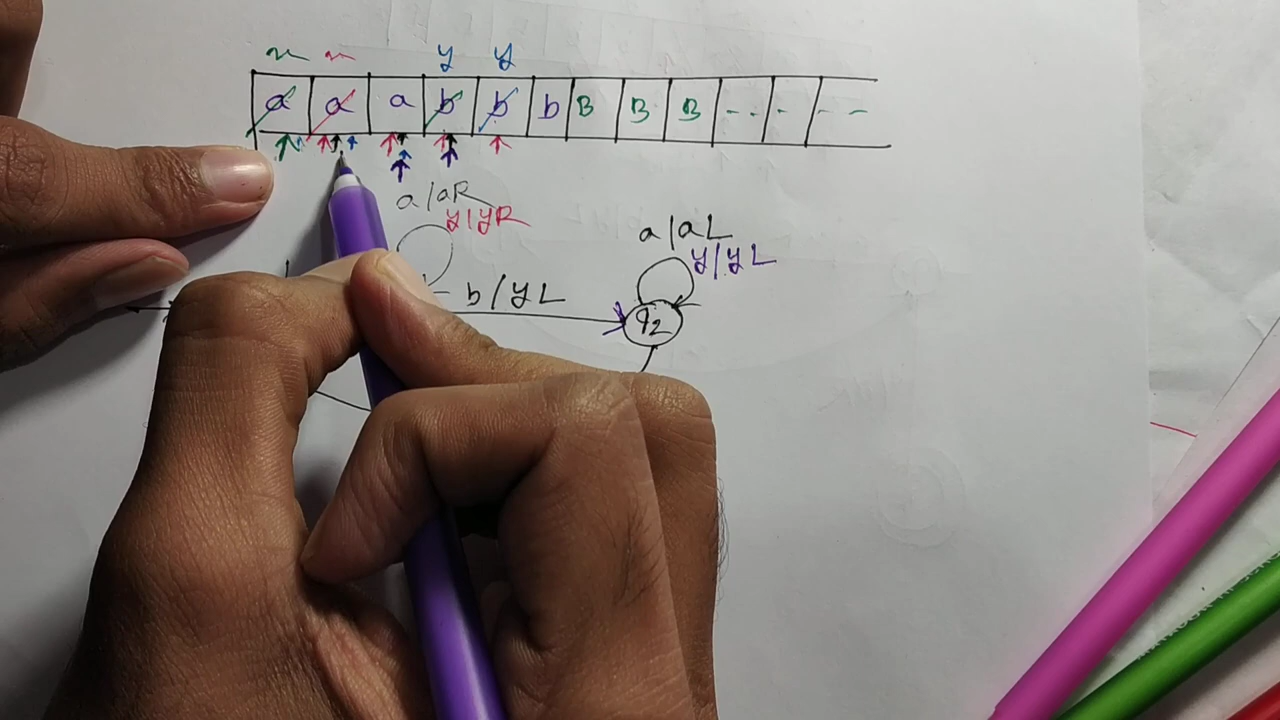 x x y y
a a a b b b B B B - - - - -
a/aR
y/yR
a/aL
y/yL
b/yL
q2